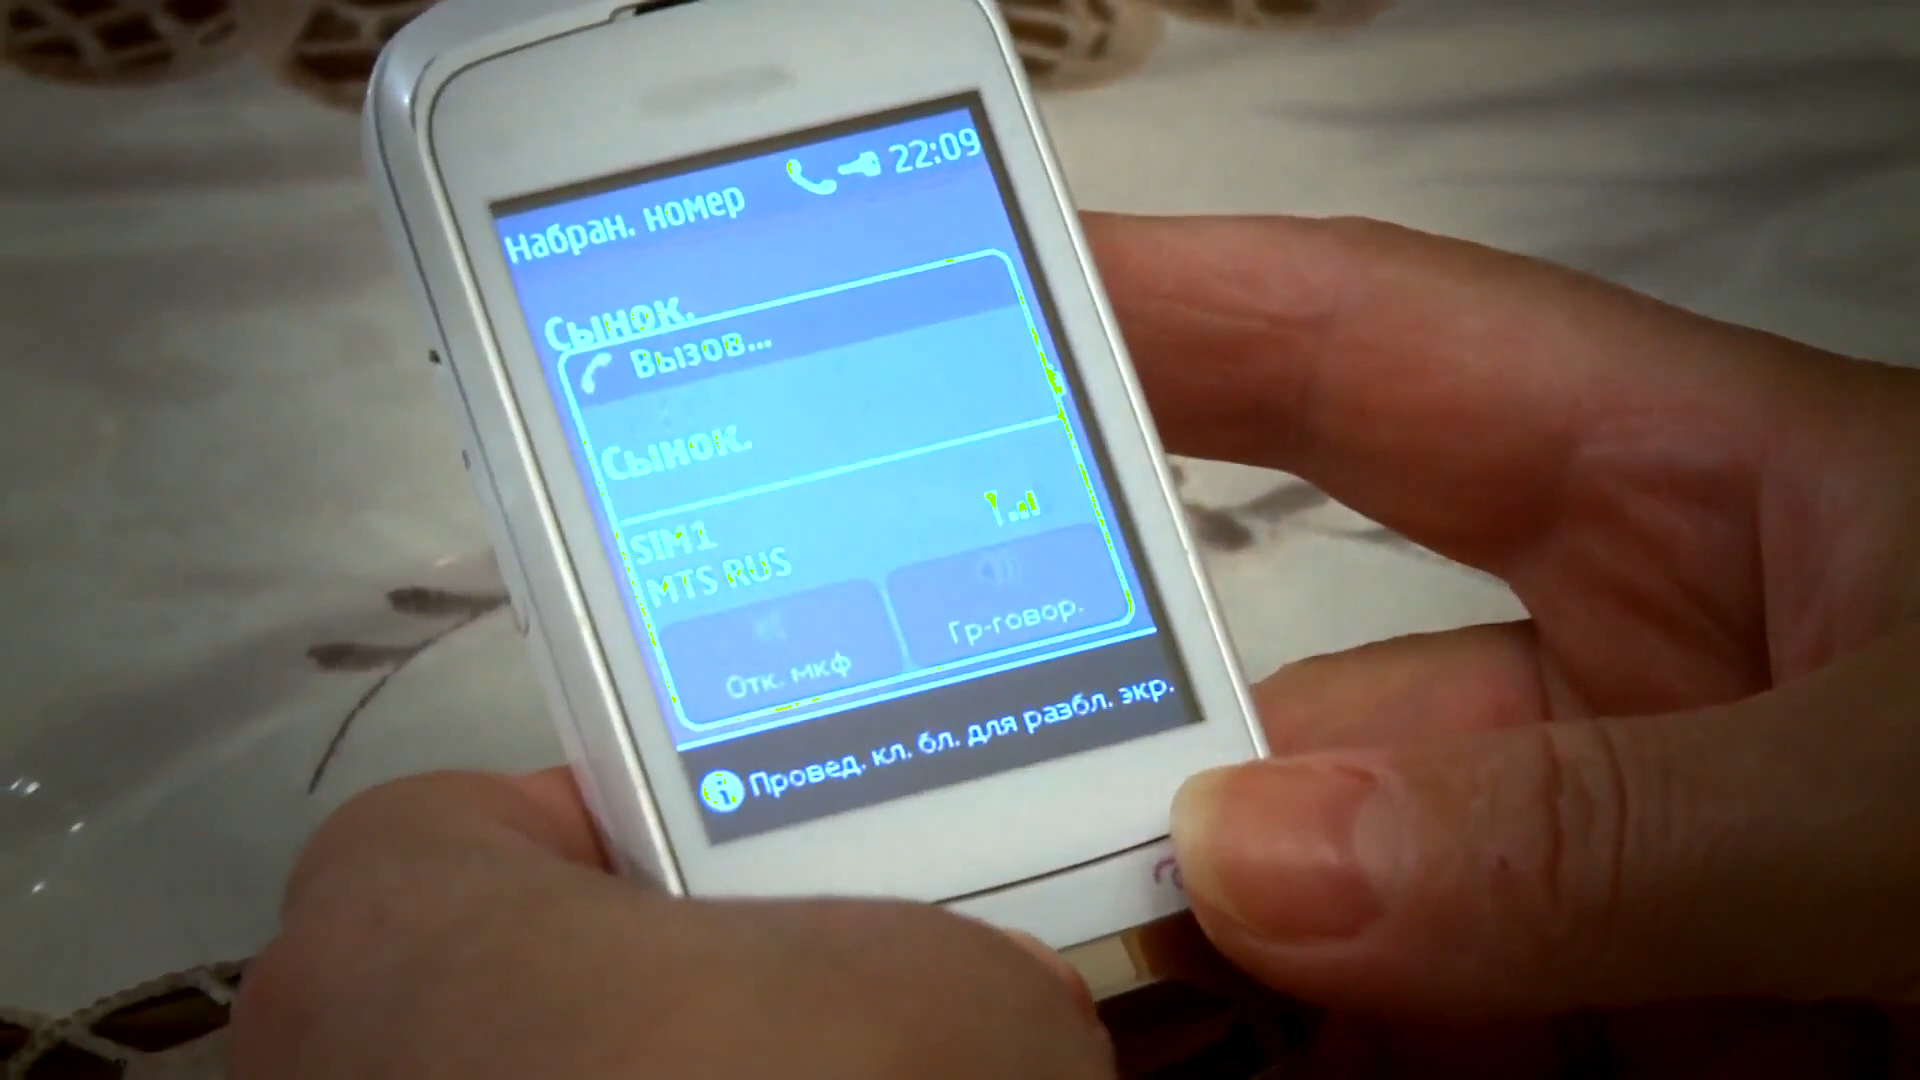 22:09
Набран. номер
Сынок.
Вызов...
Сынок.
SIM1
MTS RUS
Отк. мкф
Гр-говор.
Провед. кл. бл. для разбл. экр.